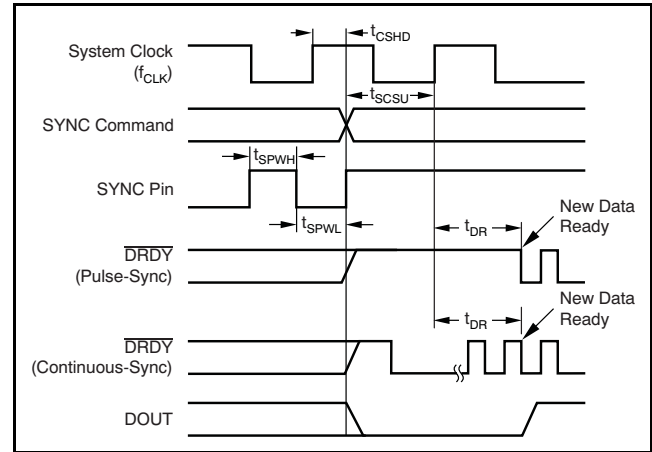 System Clock
(fCLK)
tCSHD
tSCSU
SYNC Command
tSPWH
SYNC Pin
tSPWL
New Data
Ready
DRDY
(Pulse-Sync)
tDR
New Data
Ready
DRDY
(Continuous-Sync)
tDR
DOUT